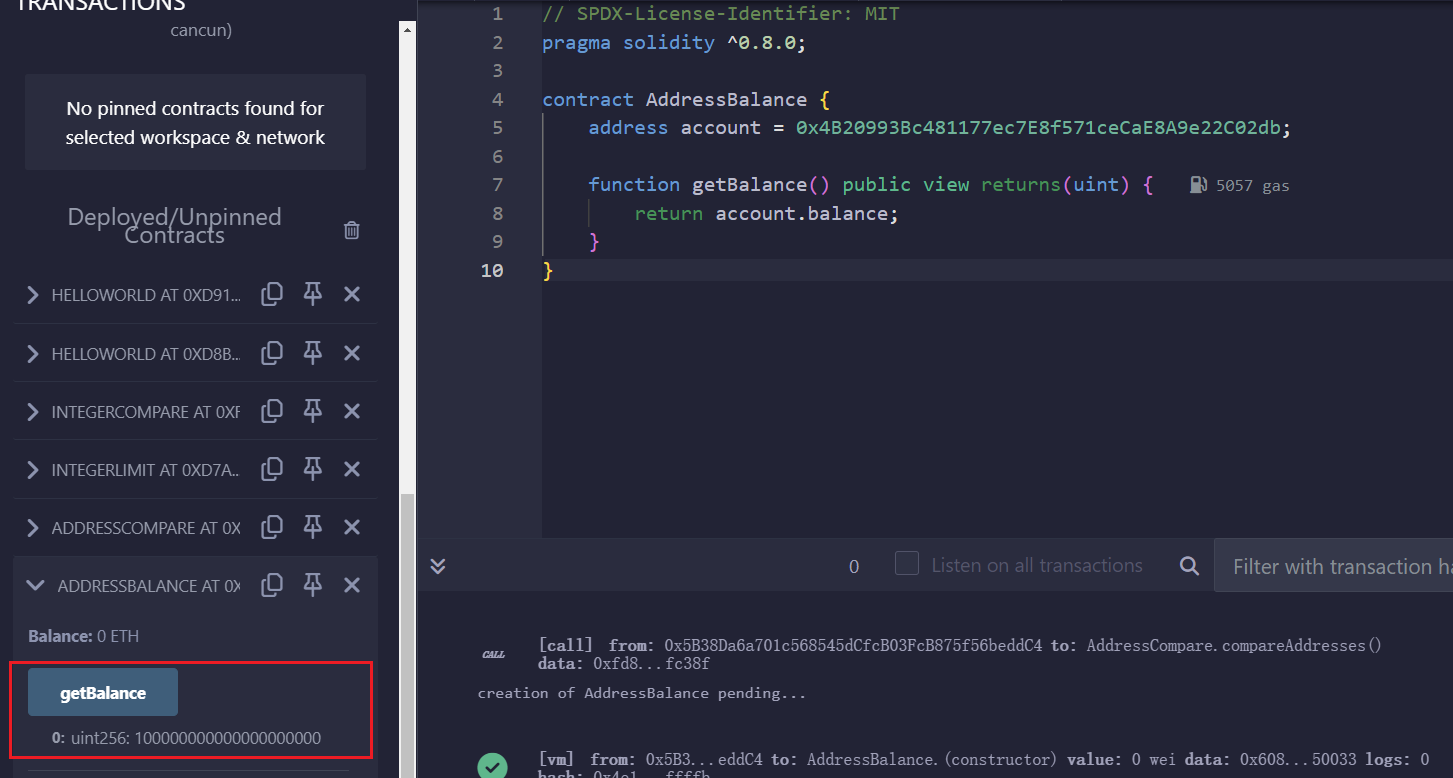 TRANSACTIONS
cancun)
No pinned contracts found for
selected workspace & network
Deployed/Unpinned
Contracts
HELLOWORLD AT 0XD91...
HELLOWORLD AT 0XD8B...
INTEGERCOMPARE AT 0XF
INTEGERLIMIT AT 0XD7A...
ADDRESSCOMPARE AT 0X
ADDRESSBALANCE AT 0X
Balance: 0 ETH
getBalance
0: uint256: 100000000000000000000
1 // SPDX-License-Identifier: MIT
2 pragma solidity ^0.8.0;
3
4 contract AddressBalance {
5 address account = 0x4B20993Bc481177ec7E8f571ceCaE8A9e22C02db;
6
7 function getBalance() public view returns(uint) { 5057 gas
8 return account.balance;
9 }
10 }
0 Listen on all transactions Filter with transaction ha
CALL [call] from: 0x5B38Da6a701c568545dCfcB03FcB875f56beddC4 to: AddressCompare.compareAddresses()
data: 0xfd8...fc38f
creation of AddressBalance pending...
[vm] from: 0x5B3...eddC4 to: AddressBalance.(constructor) value: 0 wei data: 0x608...50033 logs: 0
hash: 0x4e1...ffffb